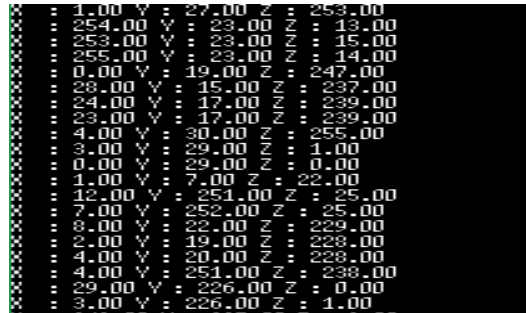 X : 1.00 Y : 27.00 Z : 253.00
X : 254.00 Y : 23.00 Z : 13.00
X : 253.00 Y : 23.00 Z : 15.00
X : 255.00 Y : 23.00 Z : 14.00
X : 0.00 Y : 19.00 Z : 247.00
X : 28.00 Y : 15.00 Z : 237.00
X : 24.00 Y : 17.00 Z : 239.00
X : 23.00 Y : 17.00 Z : 239.00
X : 4.00 Y : 30.00 Z : 255.00
X : 3.00 Y : 29.00 Z : 1.00
X : 0.00 Y : 29.00 Z : 0.00
X : 1.00 Y : 7.00 Z : 22.00
X : 12.00 Y : 251.00 Z : 25.00
X : 7.00 Y : 252.00 Z : 25.00
X : 8.00 Y : 22.00 Z : 229.00
X : 2.00 Y : 19.00 Z : 228.00
X : 4.00 Y : 20.00 Z : 228.00
X : 4.00 Y : 251.00 Z : 238.00
X : 29.00 Y : 226.00 Z : 0.00
X : 3.00 Y : 226.00 Z : 1.00